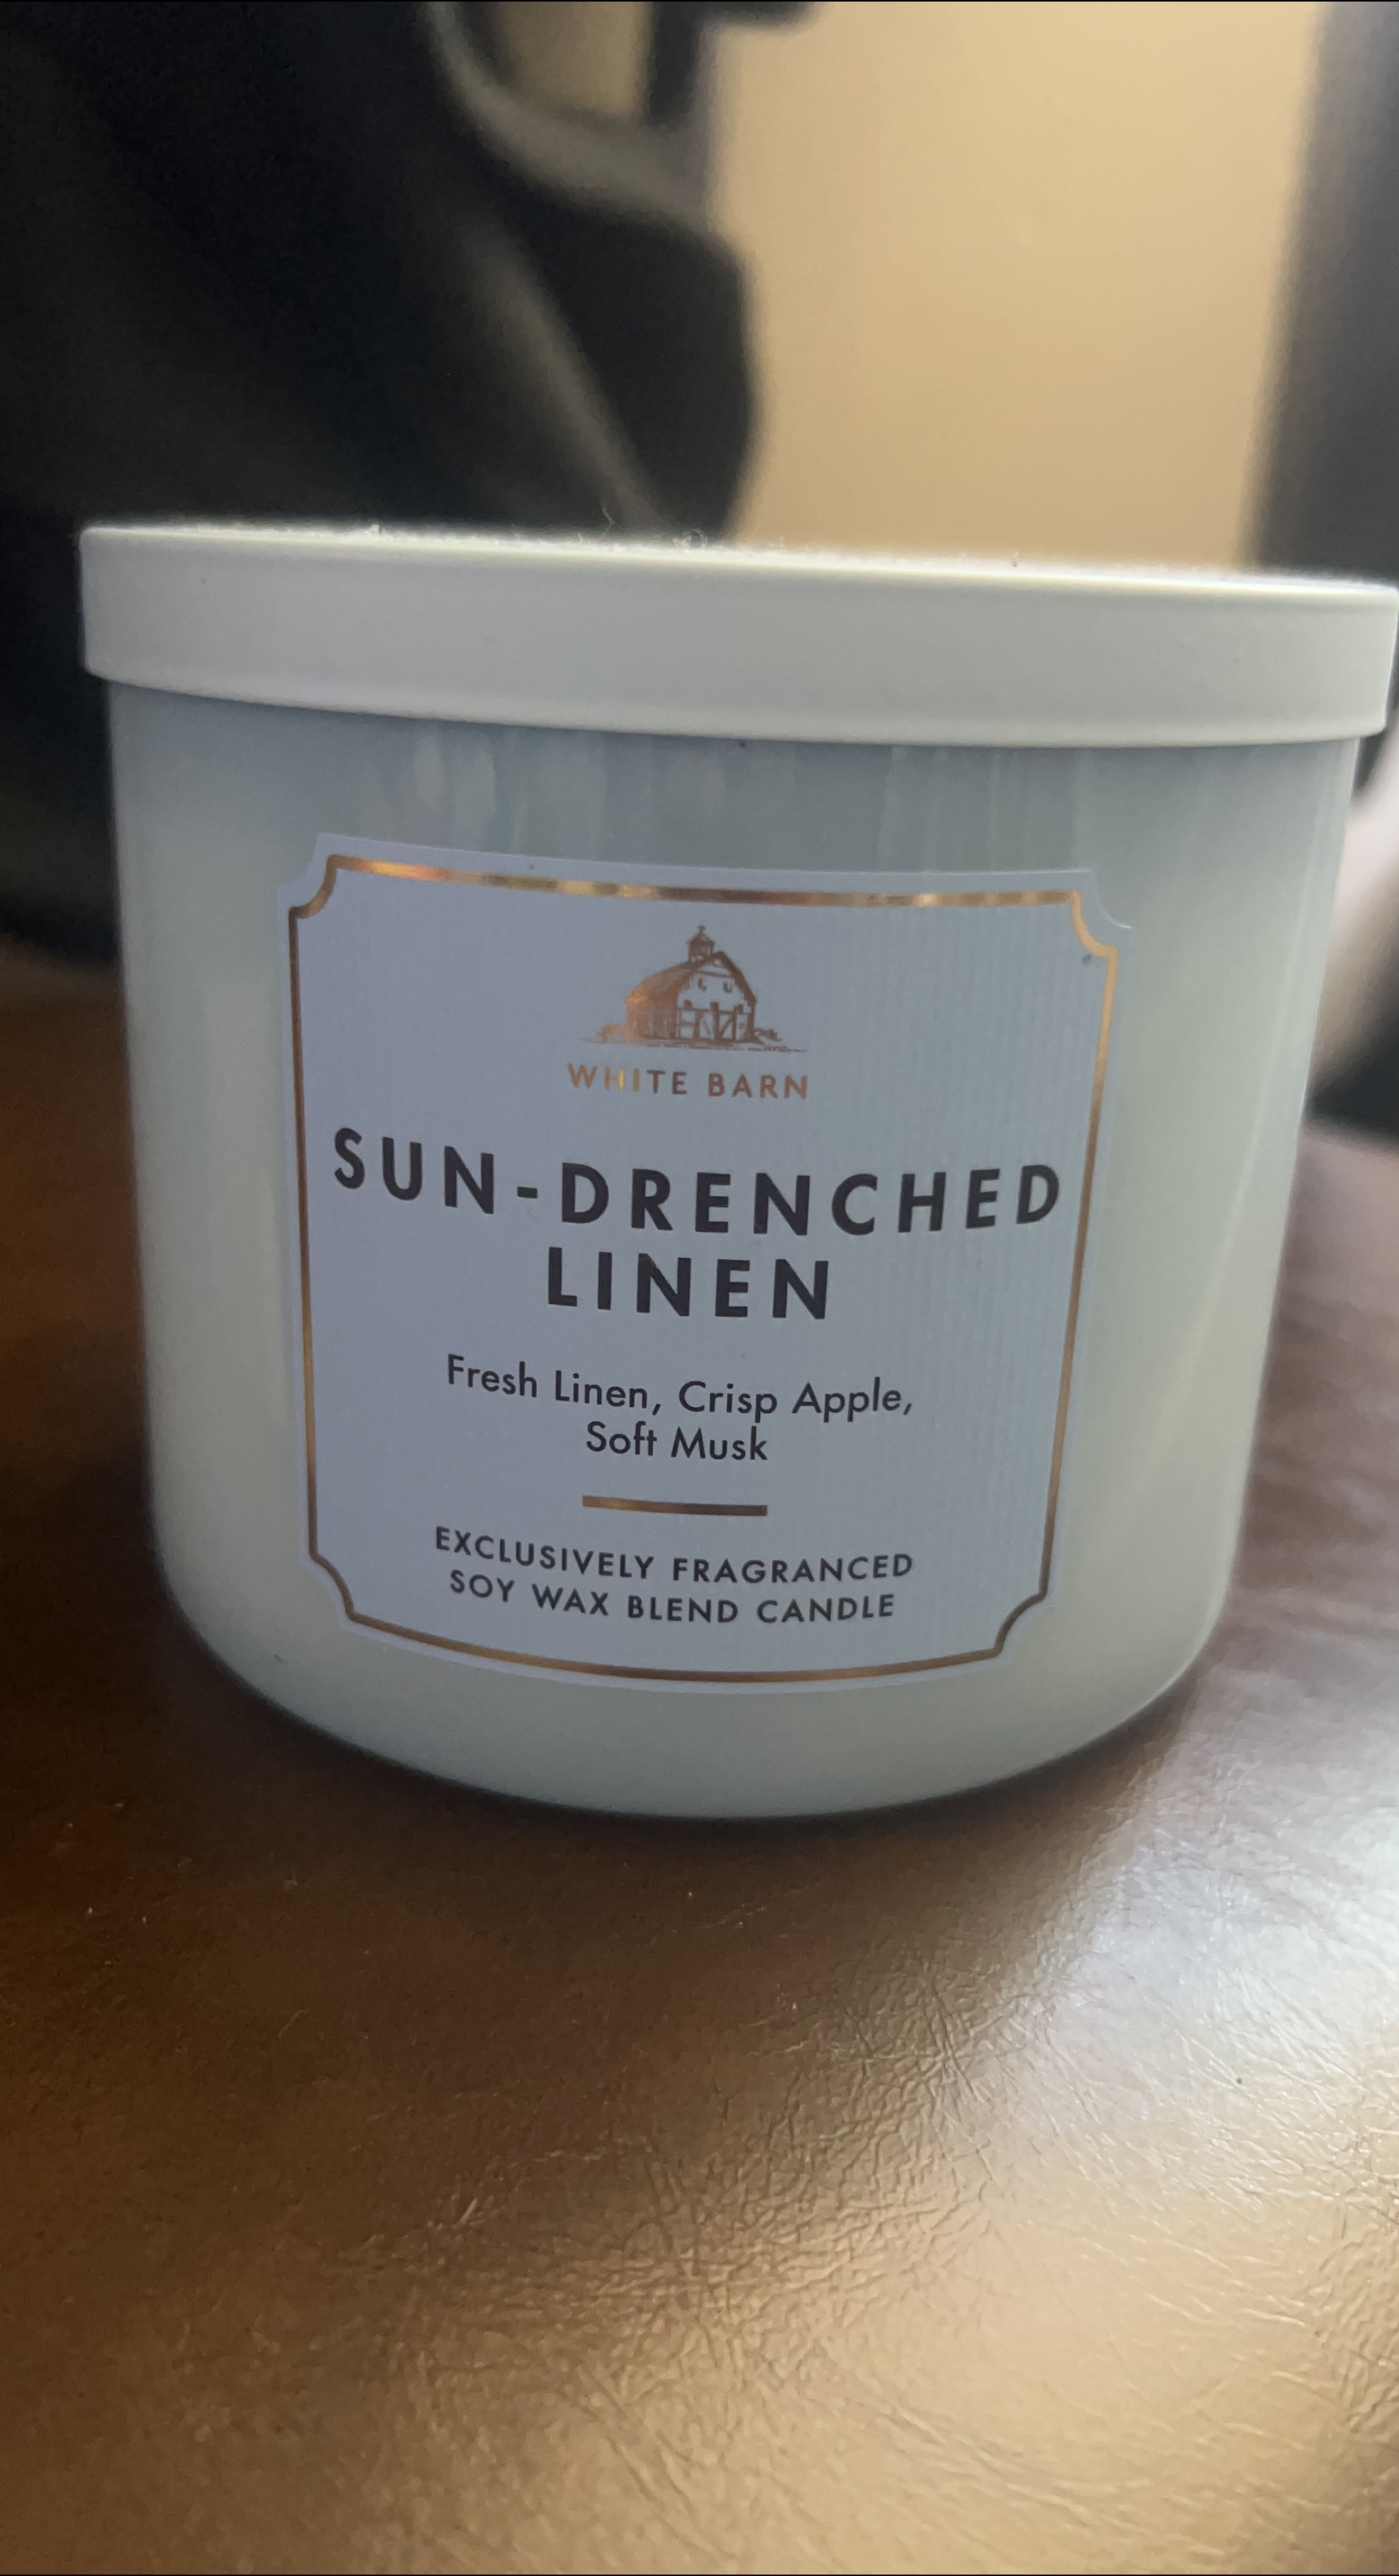 WHITE BARN
SUN-DRENCHED
LINEN
Fresh Linen, Crisp Apple,
Soft Musk
EXCLUSIVELY FRAGRANCED
SOY WAX BLEND CANDLE